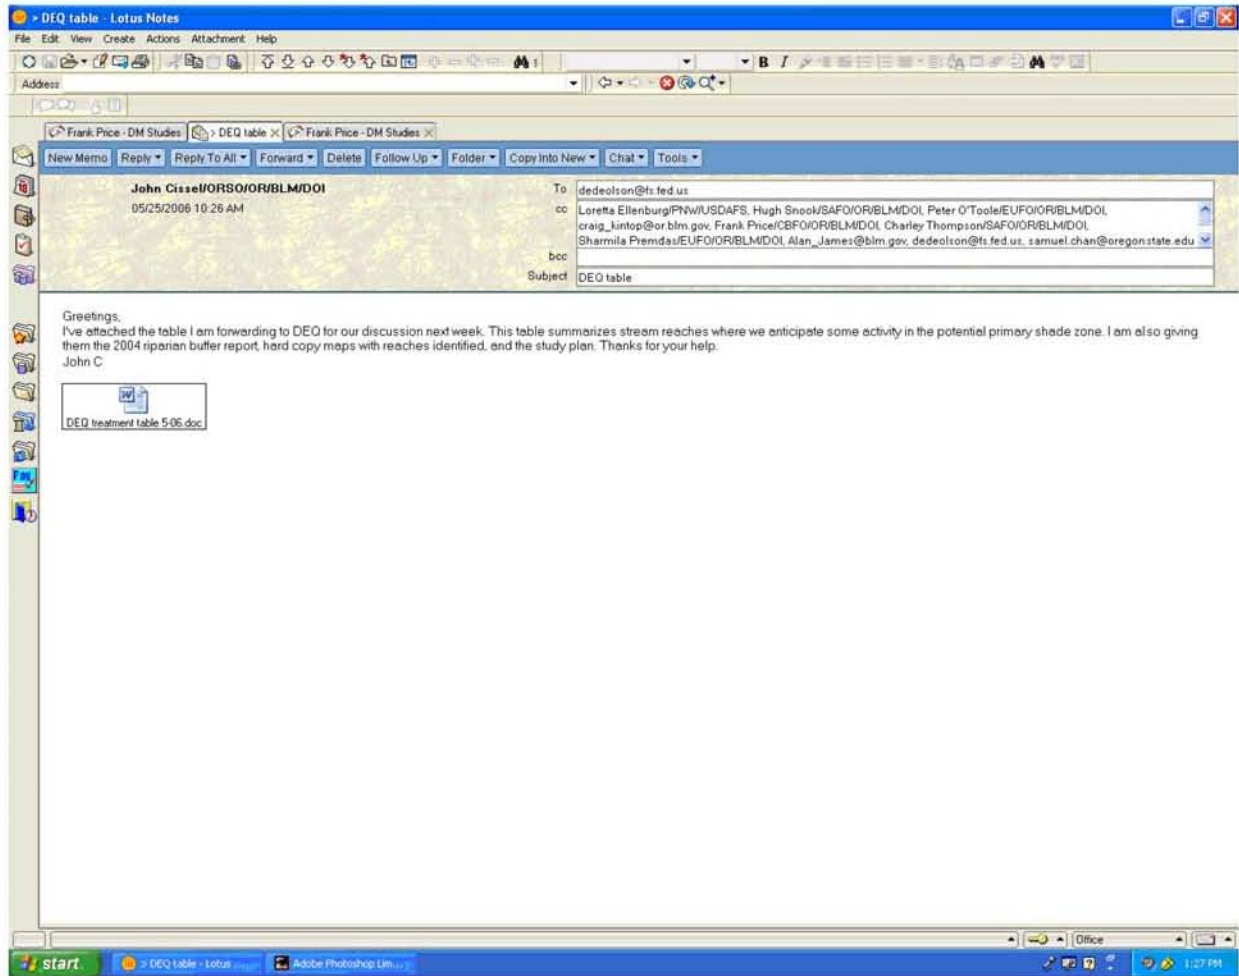 > DEQ table - Lotus Notes
File Edit View Create Actions Attachment Help
B I
Address
Frank Price - DM Studies > DEQ table Frank Price - DM Studies
New Memo Reply Reply To All Forward Delete Follow Up Folder Copy Into New Chat Tools
John Cissel/ORSO/OR/BLM/DOI
05/25/2006 10:26 AM
To dedeolson@fs.fed.us
cc Loretta Ellenburg/PNW/USDAFS, Hugh Snook/SAFO/OR/BLM/DOI, Peter O'Toole/EUFO/OR/BLM/DOI,
craig_kintop@or.blm.gov, Frank Price/CBFO/OR/BLM/DOI, Charley Thompson/SAFO/OR/BLM/DOI,
Sharmila Premdas/EUFO/OR/BLM/DOI, Alan_James@blm.gov, dedeolson@fs.fed.us, samuel.chan@oregonstate.edu
bcc
Subject DEQ table
Greetings,
I've attached the table I am forwarding to DEQ for our discussion next week. This table summarizes stream reaches where we anticipate some activity in the potential primary shade zone. I am also giving
them the 2004 riparian buffer report, hard copy maps with reaches identified, and the study plan. Thanks for your help.
John C
DEQ treatment table 5-06.doc
Office
start > DEQ table - Lotus Adobe Photoshop Lim... 1:27 PM